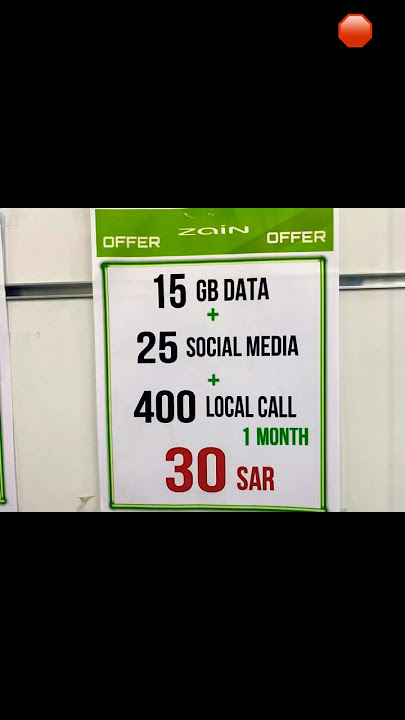 OFFER zain OFFER
15 GB DATA
+
25 SOCIAL MEDIA
+
400 LOCAL CALL
1 MONTH
30 SAR